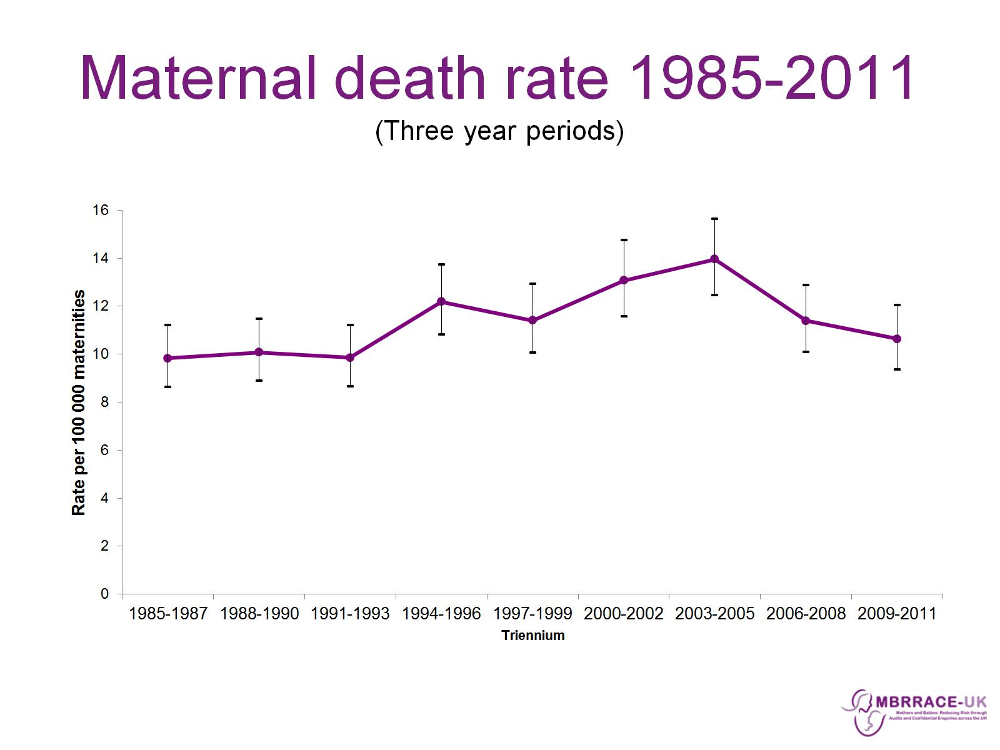 Maternal death rate 1985-2011
(Three year periods)
16
14
12
10
8
6
4
2
0
Rate per 100 000 maternities
1985-1987 1988-1990 1991-1993 1994-1996 1997-1999 2000-2002 2003-2005 2006-2008 2009-2011
Triennium
MBRRACE-UK
Mothers and Babies: Reducing Risk through
Audits and Confidential Enquiries across the UK